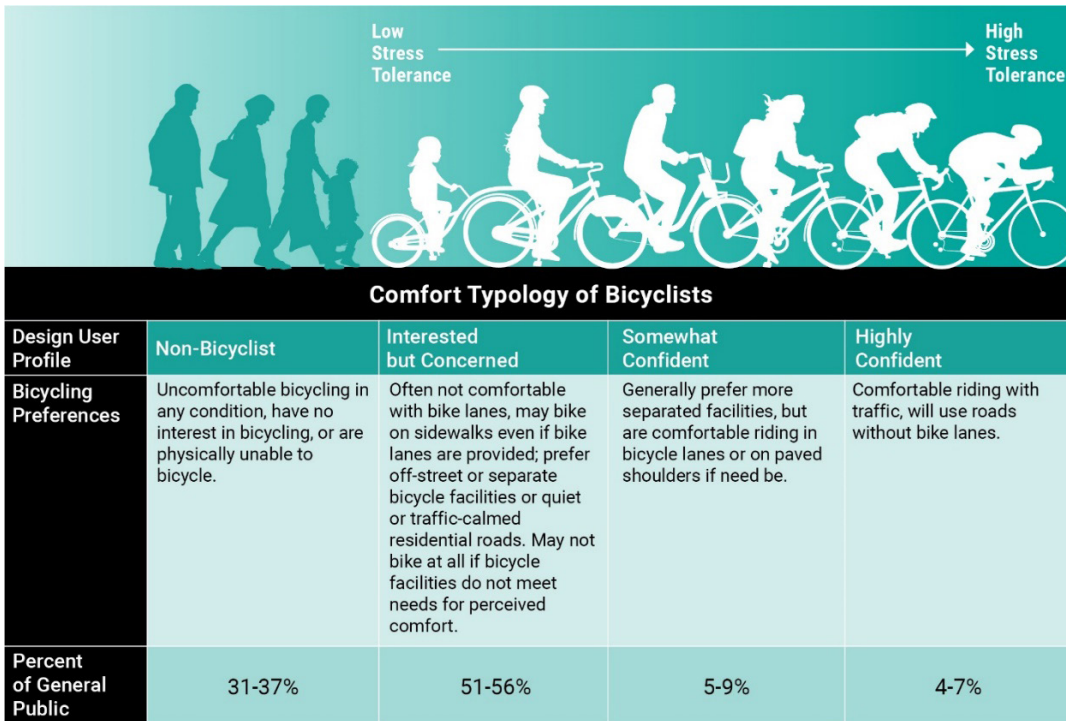 Low
Stress
Tolerance
High
Stress
Tolerance
Comfort Typology of Bicyclists
Design User
Profile
Non-Bicyclist
Interested
but Concerned
Somewhat
Confident
Highly
Confident
Bicycling
Preferences
Uncomfortable bicycling in
any condition, have no
interest in bicycling, or are
physically unable to
bicycle.
Often not comfortable
with bike lanes, may bike
on sidewalks even if bike
lanes are provided; prefer
off-street or separate
bicycle facilities or quiet
or traffic-calmed
residential roads. May not
bike at all if bicycle
facilities do not meet
needs for perceived
comfort.
Generally prefer more
separated facilities, but
are comfortable riding in
bicycle lanes or on paved
shoulders if need be.
Comfortable riding with
traffic, will use roads
without bike lanes.
Percent
of General
Public
31-37%
51-56%
5-9%
4-7%